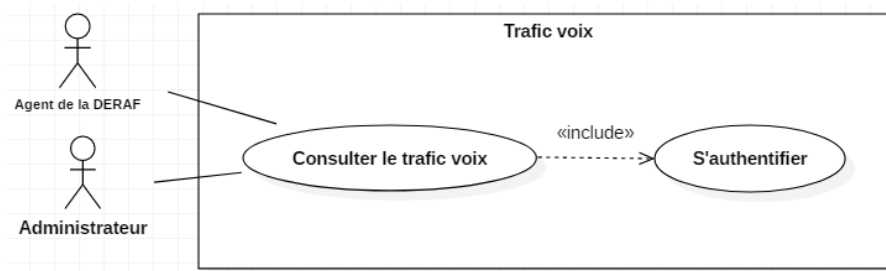 Trafic voix
Agent de la DERAF
«include»
Consulter le trafic voix
S'authentifier
Administrateur